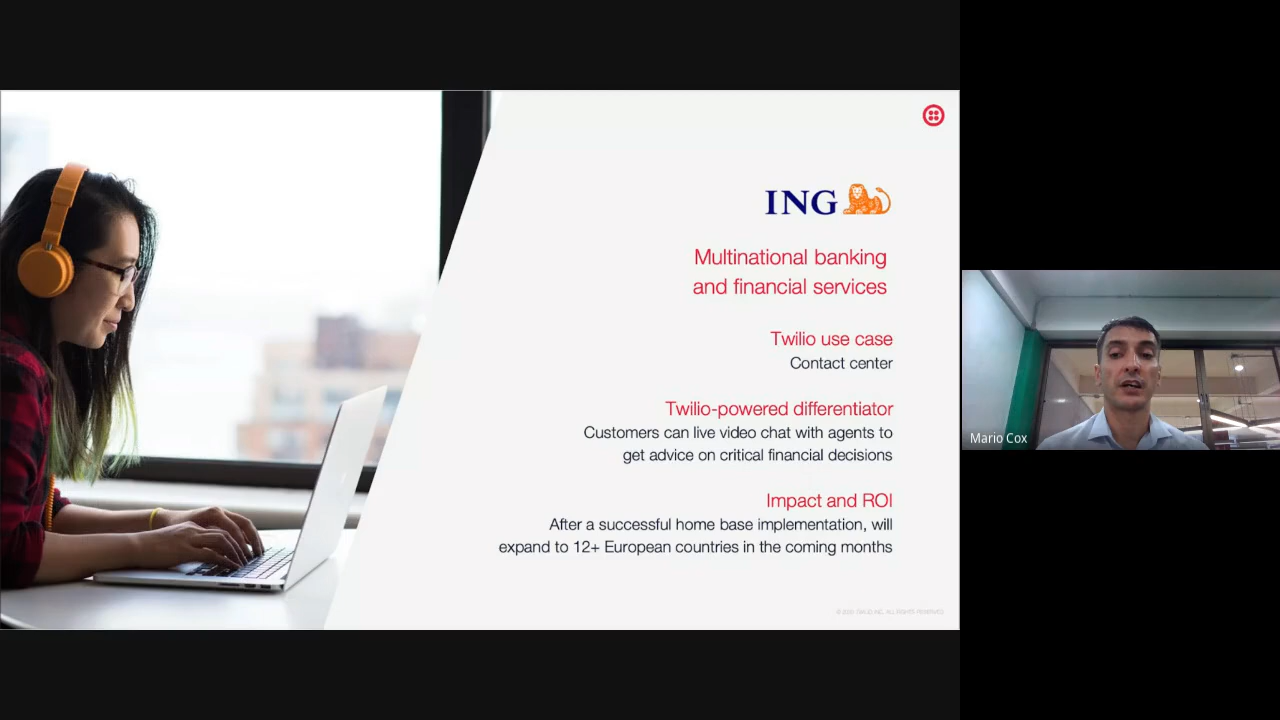 ING
Multinational banking
and financial services
Twilio use case
Contact center
Twilio-powered differentiator
Customers can live video chat with agents to
get advice on critical financial decisions
Impact and ROI
After a successful home base implementation, will
expand to 12+ European countries in the coming months
Mario Cox